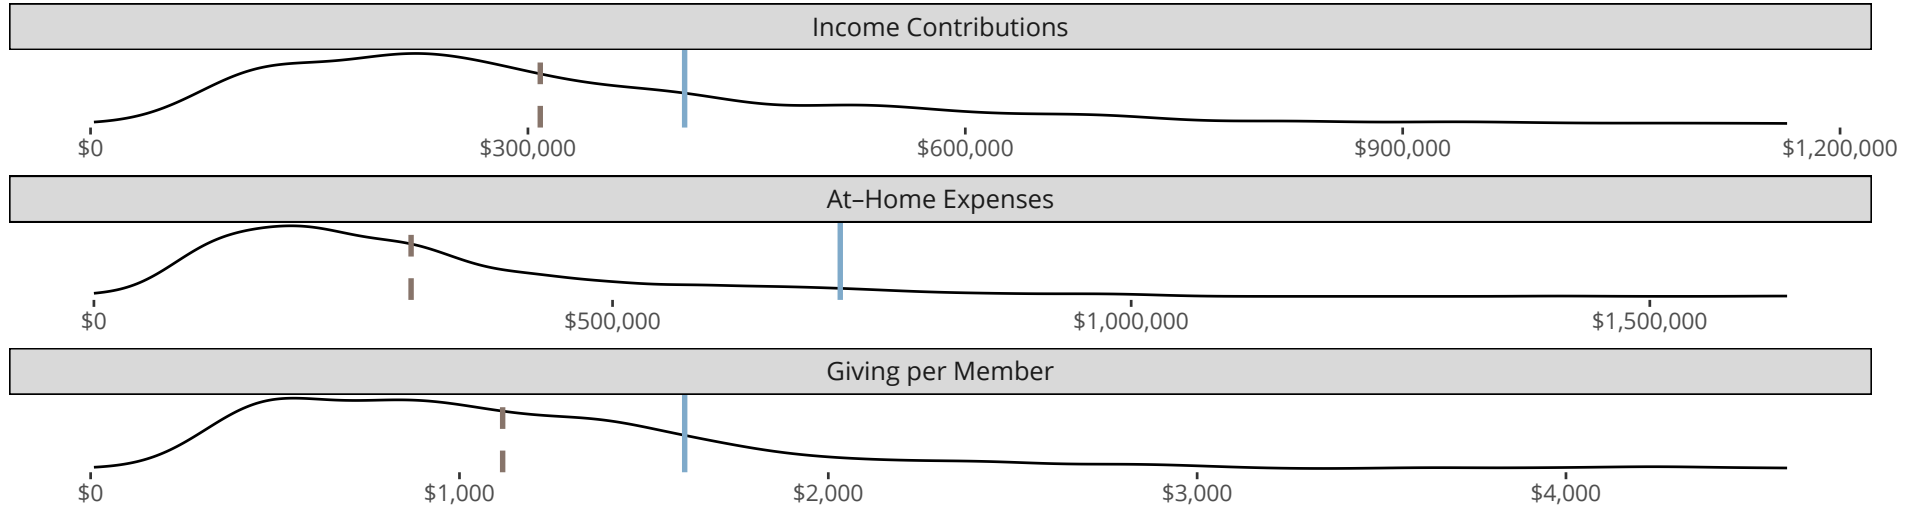 Income Contributions
$0 $300,000 $600,000 $900,000 $1,200,000
At–Home Expenses
$0 $500,000 $1,000,000 $1,500,000
Giving per Member
$0 $1,000 $2,000 $3,000 $4,000